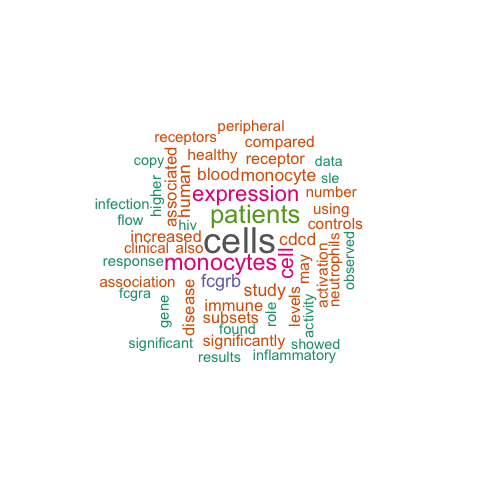 peripheral
receptors compared
copy healthy receptor data
associated human blood monocyte sle
higher expression number
infection patients using
flow hiv controls
increased cells cdcd
clinical also cell may activation neutrophils observed
response monocytes
association fcgrb
fcgra disease study levels
gene immune role activity
subsets
found
significant significantly showed
results inflammatory